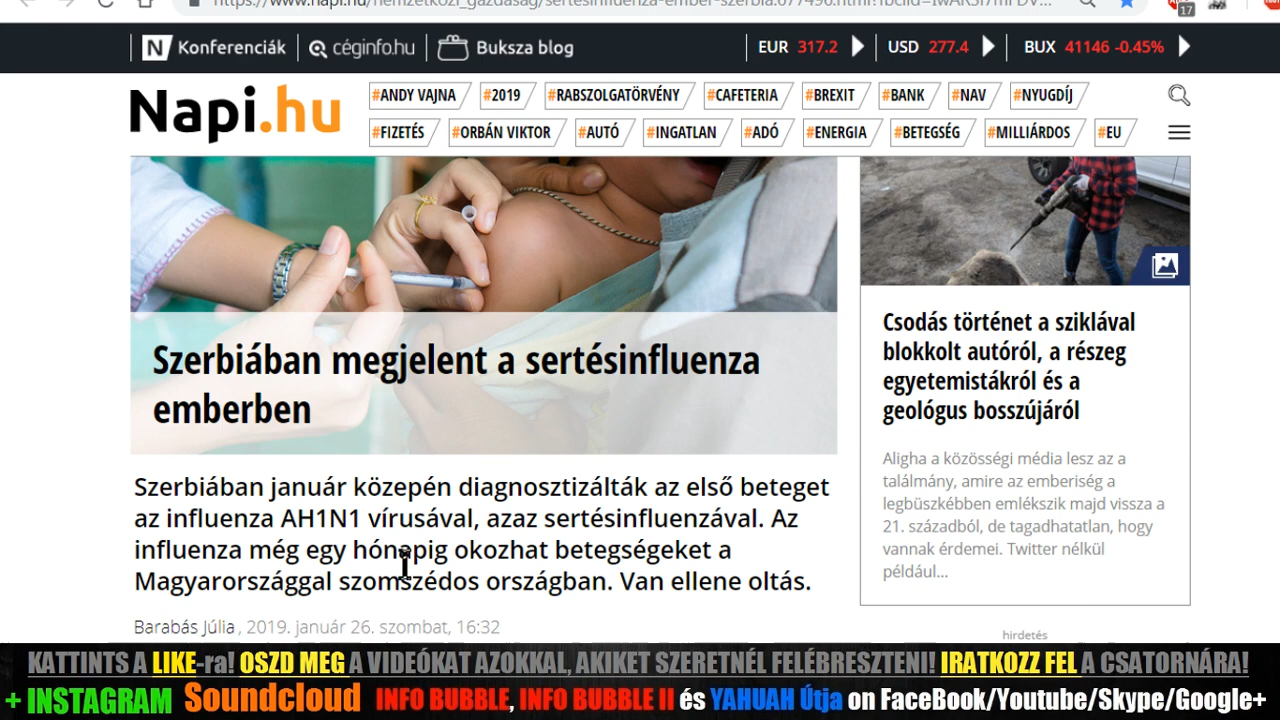 N Konferenciák céginfo.hu Buksza blog EUR 317.2 USD 277.4 BUX 41146 -0.45%
Napi.hu
#ANDY VAJNA #2019 #RABSZOLGATÖRVÉNY #CAFETERIA #BREXIT #BANK #NAV #NYUGDÍJ
#FIZETÉS #ORBÁN VIKTOR #AUTÓ #INGATLAN #ADÓ #ENERGIA #BETEGSÉG #MILLIÁRDOS #EU
Szerbiában megjelent a sertésinfluenza
emberben
Szerbiában január közepén diagnosztizálták az első beteget
az influenza AH1N1 vírusával, azaz sertésinfluenzával. Az
influenza még egy hónapig okozhat betegségeket a
Magyarországgal szomszédos országban. Van ellene oltás.
Barabás Júlia , 2019. január 26. szombat, 16:32
Csodás történet a sziklával
blokkolt autóról, a részeg
egyetemistákról és a
geológus bosszújáról
Aligha a közösségi média lesz az a
találmány, amire az emberiség a
legbüszkébben emlékszik majd vissza a
21. századból, de tagadhatatlan, hogy
vannak érdemei. Twitter nélkül
például...
hirdetés
17
KATTINTS A LIKE-ra! OSZD MEG A VIDEÓKAT AZOKKAL, AKIKET SZERETNÉL FELÉBRESZTENI! IRATKOZZ FEL A CSATORNÁRA!
+ INSTAGRAM Soundcloud INFO BUBBLE, INFO BUBBLE II és YAHUAH Útja on FaceBook/Youtube/Skype/Google+